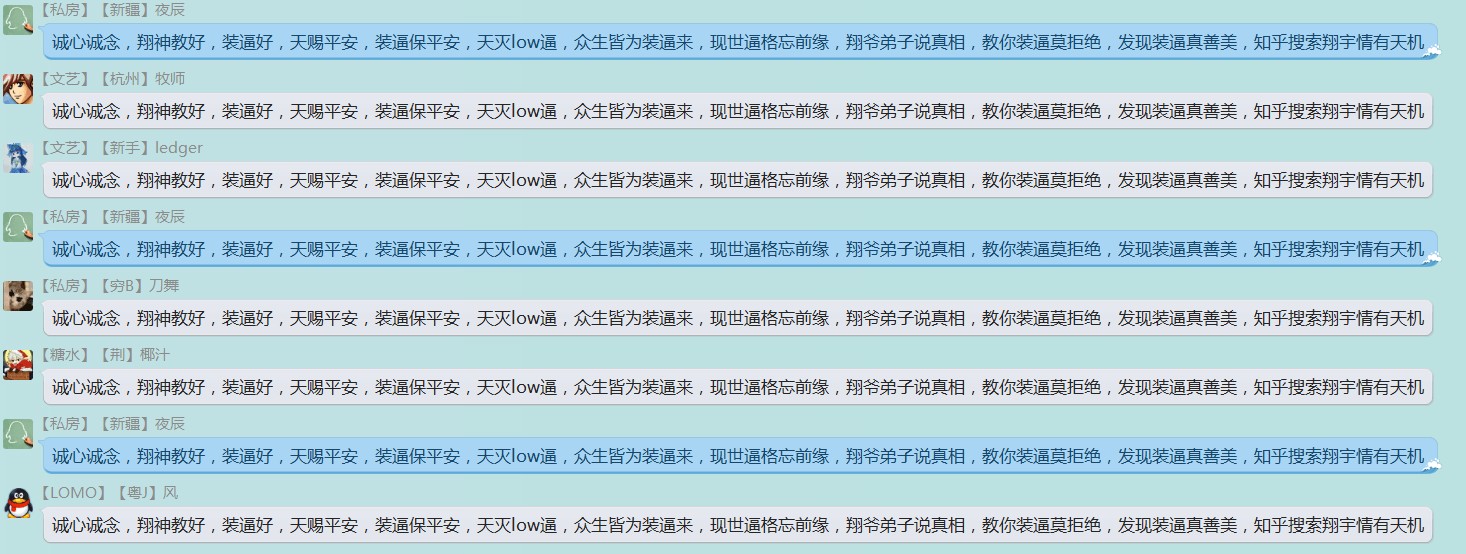 【私房】【新疆】夜辰
诚心诚念，翔神教好，装逼好，天赐平安，装逼保平安，天灭low逼，众生皆为装逼来，现世逼格忘前缘，翔爷弟子说真相，教你装逼莫拒绝，发现装逼真善美，知乎搜索翔宇情有天机
【文艺】【杭州】牧师
诚心诚念，翔神教好，装逼好，天赐平安，装逼保平安，天灭low逼，众生皆为装逼来，现世逼格忘前缘，翔爷弟子说真相，教你装逼莫拒绝，发现装逼真善美，知乎搜索翔宇情有天机
【文艺】【新手】ledger
诚心诚念，翔神教好，装逼好，天赐平安，装逼保平安，天灭low逼，众生皆为装逼来，现世逼格忘前缘，翔爷弟子说真相，教你装逼莫拒绝，发现装逼真善美，知乎搜索翔宇情有天机
【私房】【新疆】夜辰
诚心诚念，翔神教好，装逼好，天赐平安，装逼保平安，天灭low逼，众生皆为装逼来，现世逼格忘前缘，翔爷弟子说真相，教你装逼莫拒绝，发现装逼真善美，知乎搜索翔宇情有天机
【私房】【穷B】刀舞
诚心诚念，翔神教好，装逼好，天赐平安，装逼保平安，天灭low逼，众生皆为装逼来，现世逼格忘前缘，翔爷弟子说真相，教你装逼莫拒绝，发现装逼真善美，知乎搜索翔宇情有天机
【糖水】【荆】椰汁
诚心诚念，翔神教好，装逼好，天赐平安，装逼保平安，天灭low逼，众生皆为装逼来，现世逼格忘前缘，翔爷弟子说真相，教你装逼莫拒绝，发现装逼真善美，知乎搜索翔宇情有天机
【私房】【新疆】夜辰
诚心诚念，翔神教好，装逼好，天赐平安，装逼保平安，天灭low逼，众生皆为装逼来，现世逼格忘前缘，翔爷弟子说真相，教你装逼莫拒绝，发现装逼真善美，知乎搜索翔宇情有天机
【LOMO】【粤J】风
诚心诚念，翔神教好，装逼好，天赐平安，装逼保平安，天灭low逼，众生皆为装逼来，现世逼格忘前缘，翔爷弟子说真相，教你装逼莫拒绝，发现装逼真善美，知乎搜索翔宇情有天机